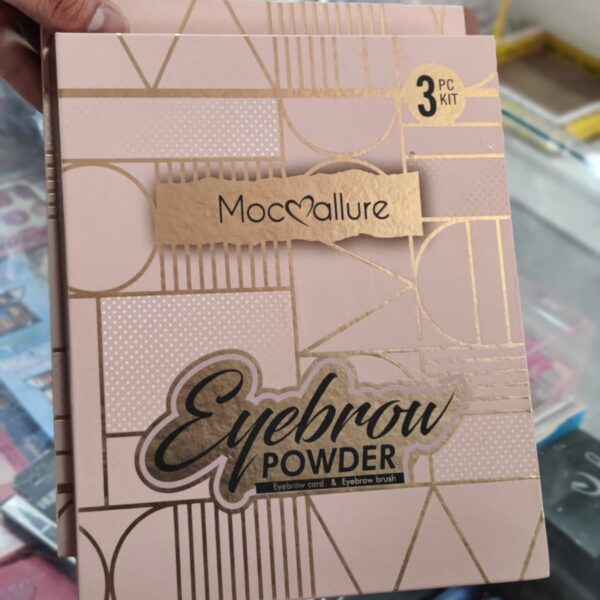 3 PC
KIT
Mocallure
Eyebrow
POWDER
Eyebrow card & Eyebrow brush